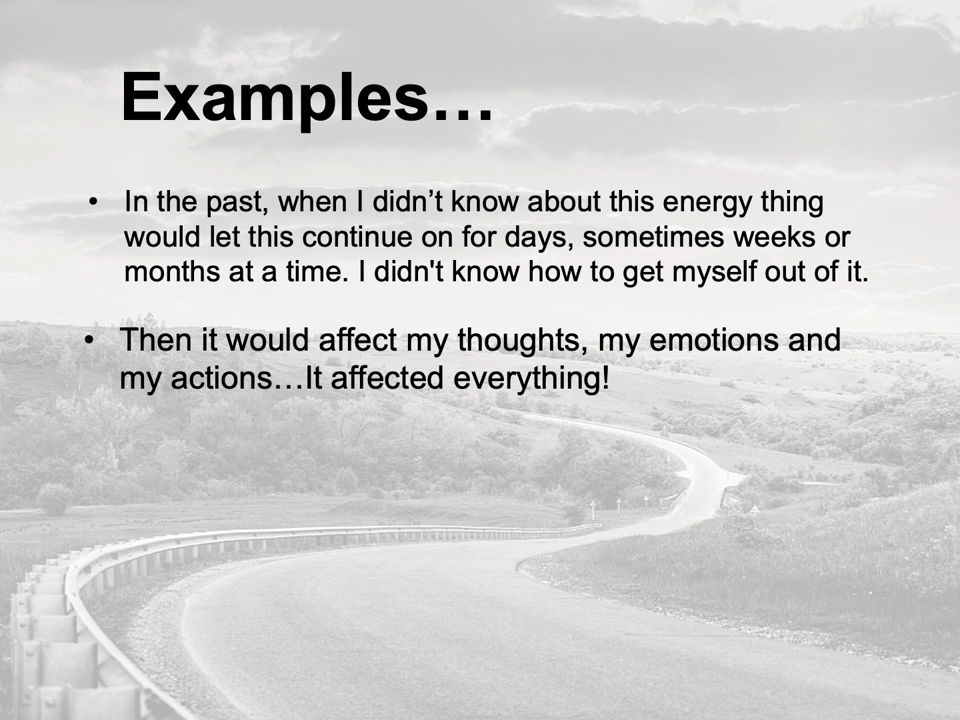 Examples…
• In the past, when I didn’t know about this energy thing
would let this continue on for days, sometimes weeks or
months at a time. I didn't know how to get myself out of it.
• Then it would affect my thoughts, my emotions and
my actions…It affected everything!